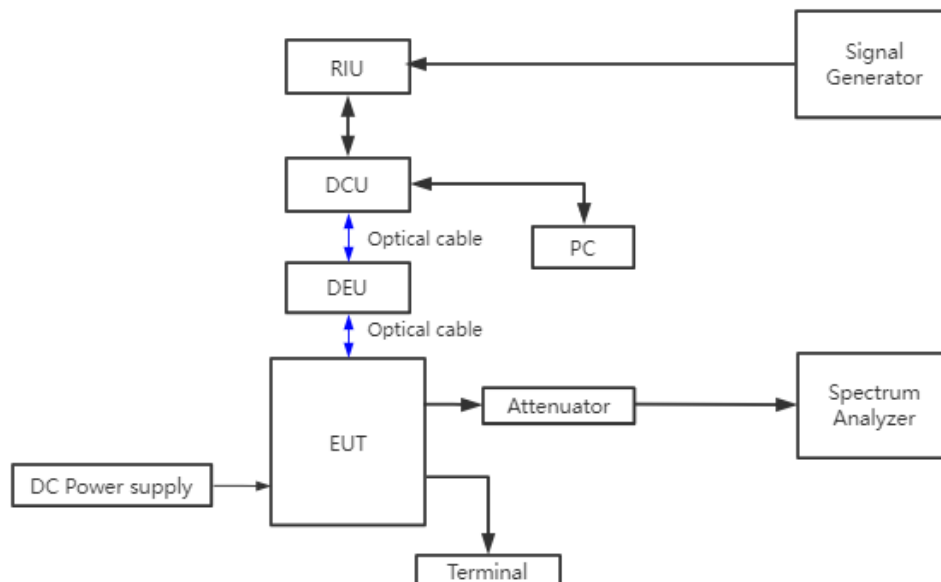 RIU
Signal
Generator
DCU
Optical cable
PC
DEU
Optical cable
EUT
Attenuator
Spectrum
Analyzer
DC Power supply
Terminal